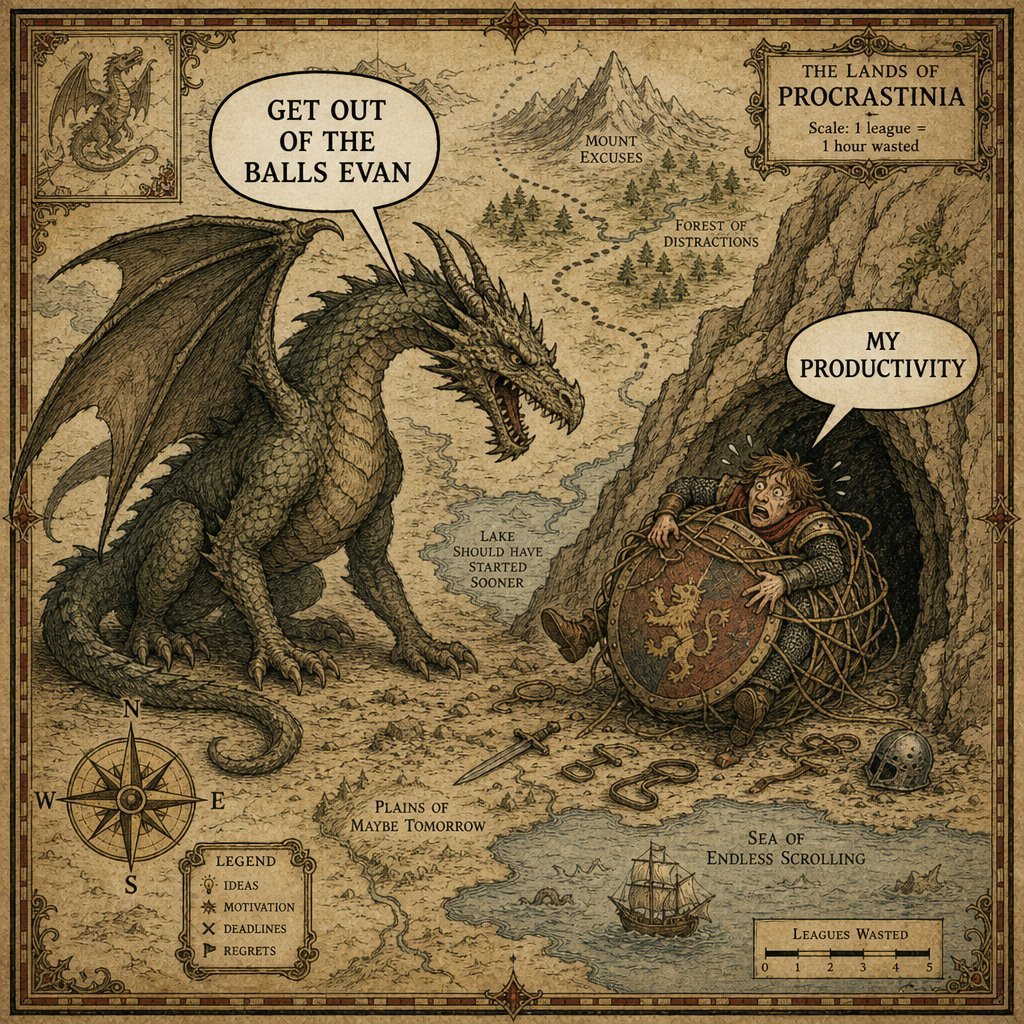 GET OUT
OF THE
BALLS EVAN
THE LANDS OF
PROCRASTINIA
Scale: 1 league =
1 hour wasted
MOUNT
EXCUSES
FOREST OF
DISTRACTIONS
MY
PRODUCTIVITY
LAKE
SHOULD HAVE
STARTED
SOONER
N
W
E
S
PLAINS OF
MAYBE TOMORROW
SEA OF
ENDLESS SCROLLING
LEGEND
IDEAS
MOTIVATION
DEADLINES
REGRETS
LEAGUES WASTED
0 1 2 3 4 5